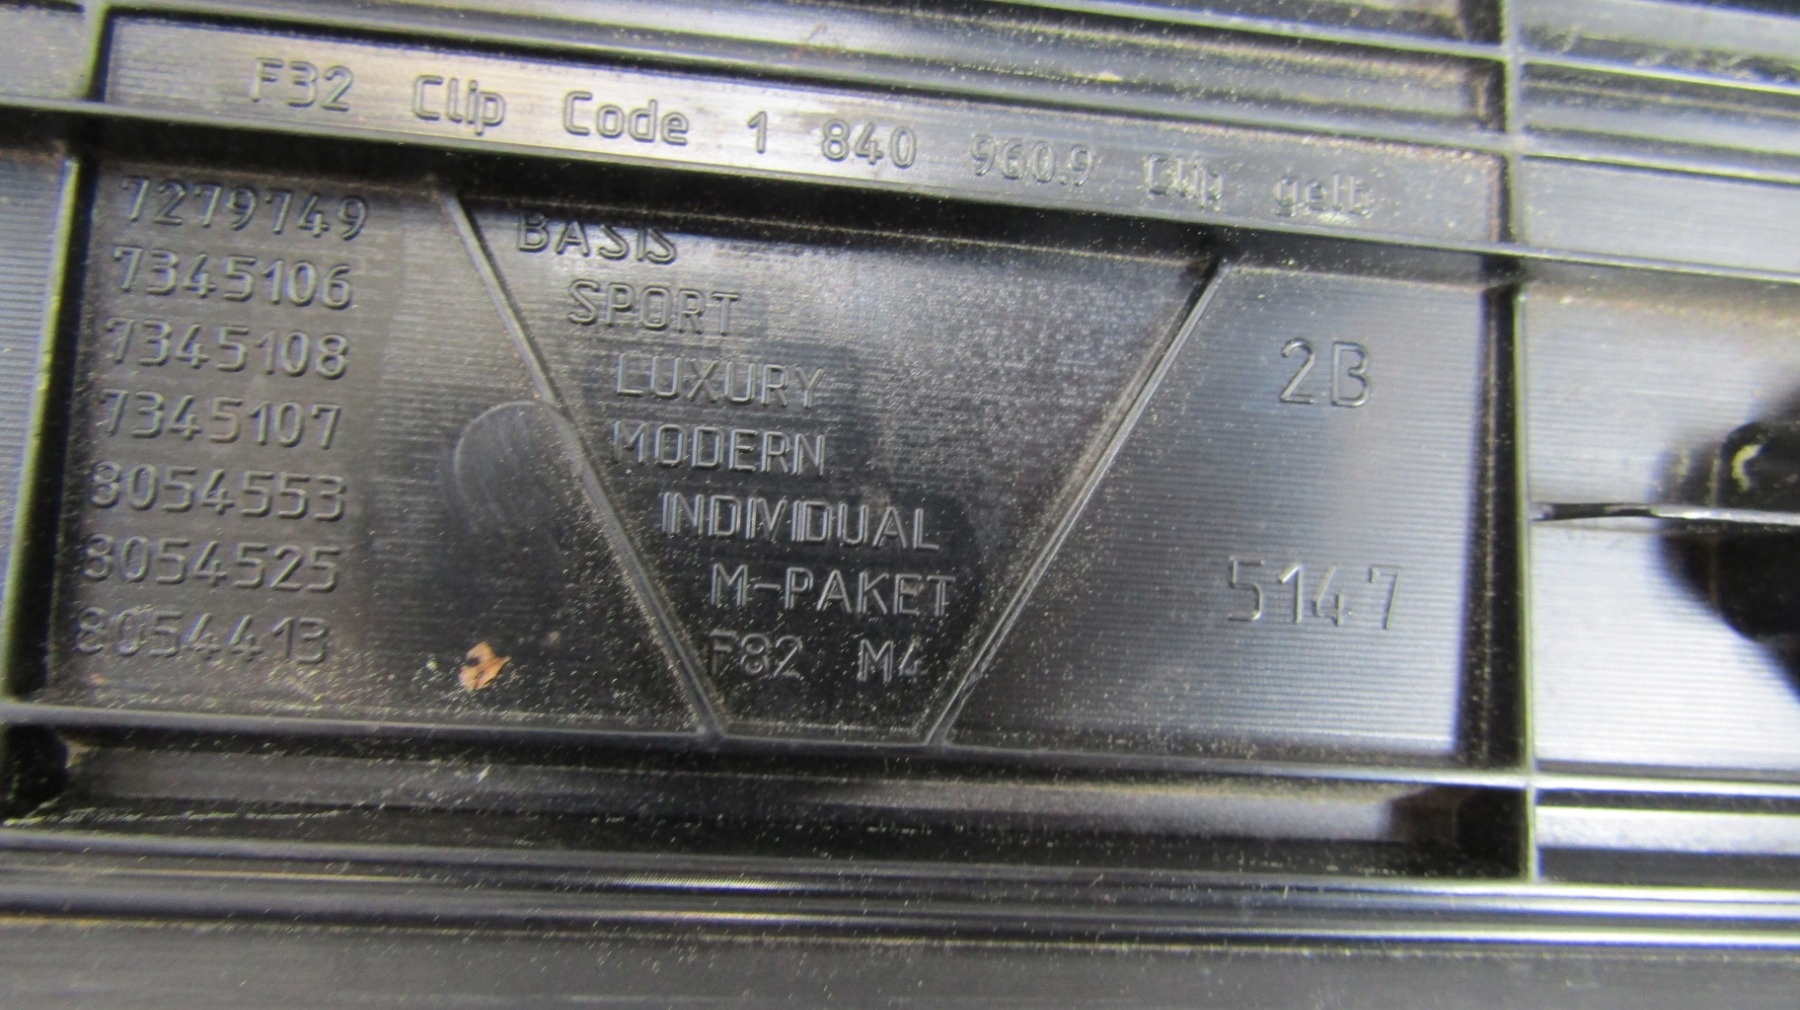 F32 Clip Code 1 840 960.9 Clip gelb
7279749 BASIS
7345106 SPORT
7345108 LUXURY 2B
7345107 MODERN
8054553 INDIVIDUAL
8054525 M-PAKET 5147
8054413 F82 M4